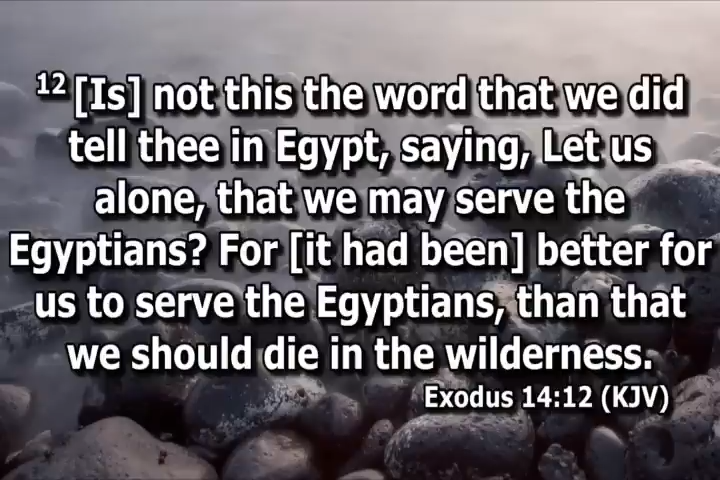 12 [Is] not this the word that we did
tell thee in Egypt, saying, Let us
alone, that we may serve the
Egyptians? For [it had been] better for
us to serve the Egyptians, than that
we should die in the wilderness.
Exodus 14:12 (KJV)